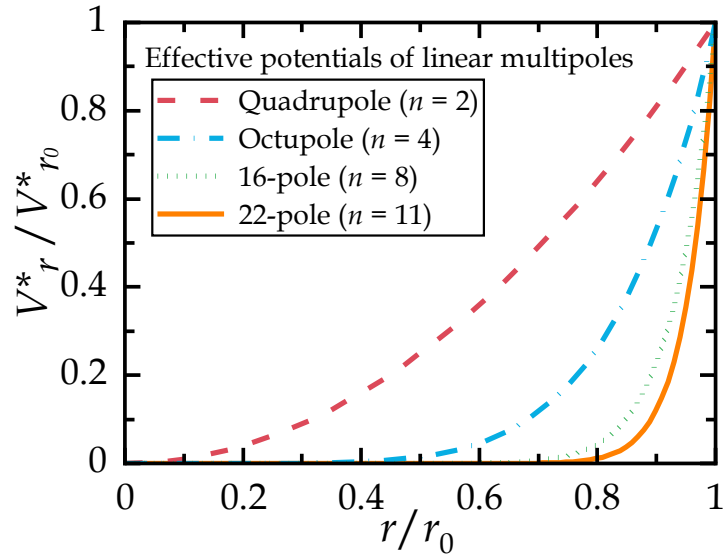 Effective potentials of linear multipoles
Quadrupole (n = 2)
Octupole (n = 4)
16-pole (n = 8)
22-pole (n = 11)
V*r / V*r0
1
0.8
0.6
0.4
0.2
0
0
0.2
0.4
0.6
0.8
1
r/r0